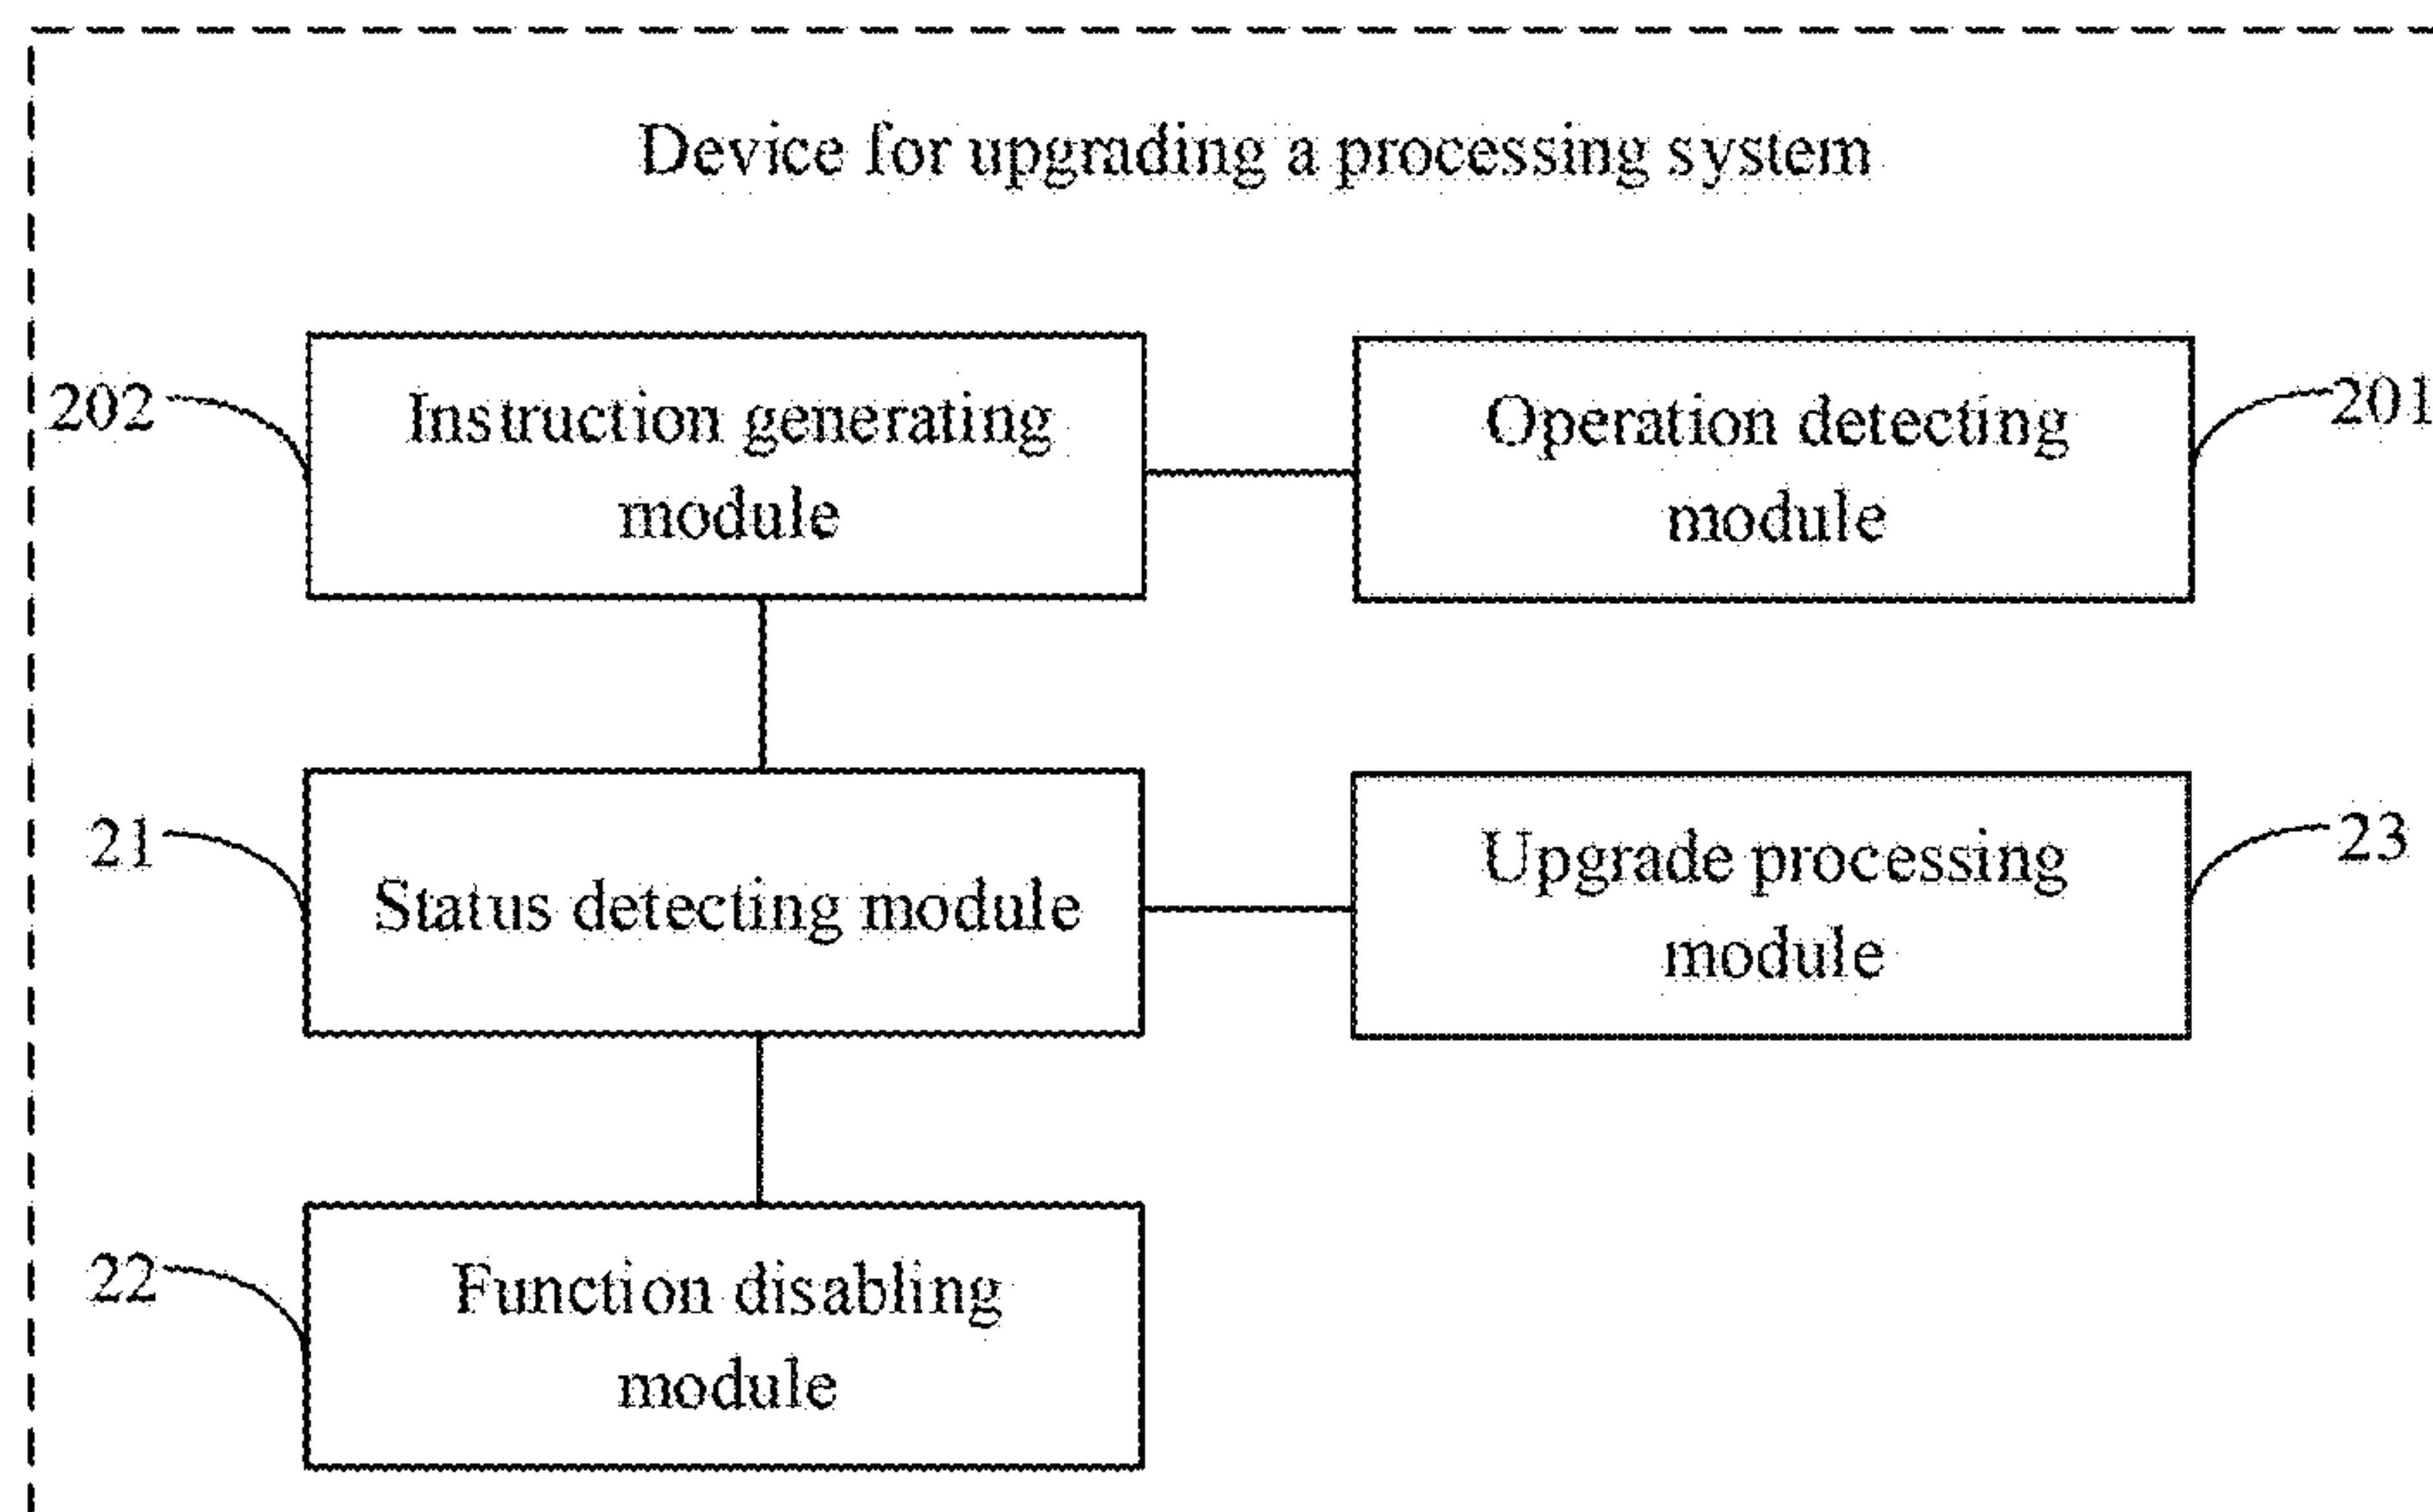 Device for upgrading a processing system
202
Instruction generating
module
Operation detecting
module
201
21
Status detecting module
Upgrade processing
module
23
22
Function disabling
module